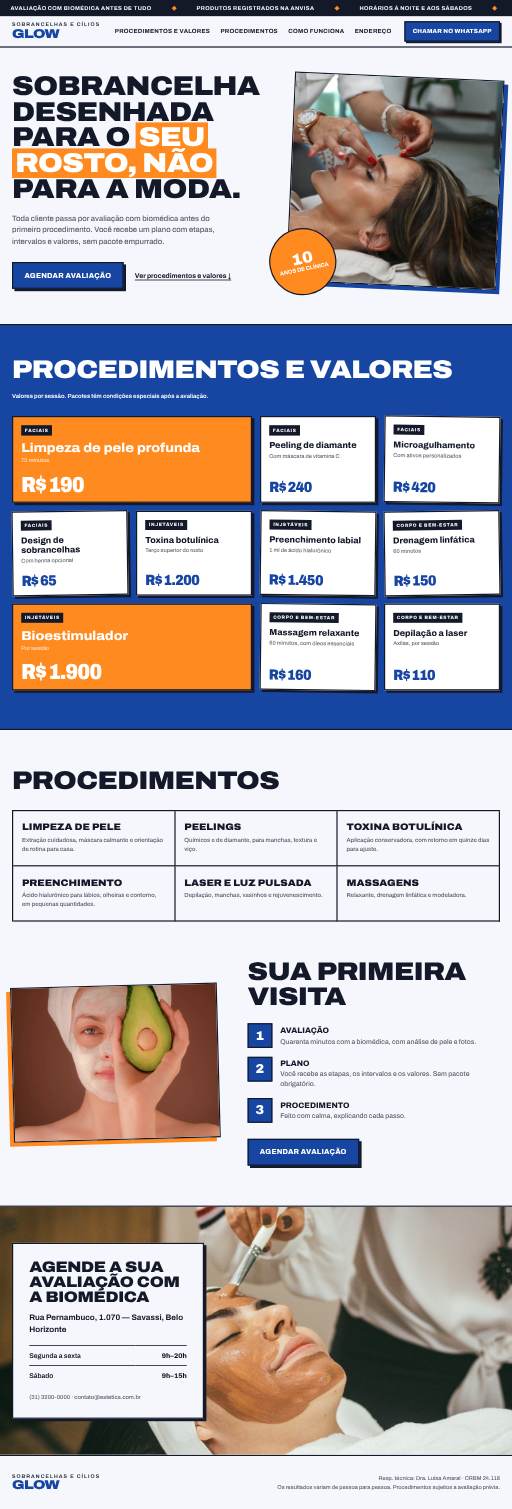 AVALIAÇÃO COM BIOMÉDICA ANTES DE TUDO ◆ PRODUTOS REGISTRADOS NA ANVISA ◆ HORÁRIOS À NOITE E AOS SÁBADOS ◆
SOBRANCELHAS E CÍLIOS
GLOW
PROCEDIMENTOS E VALORES PROCEDIMENTOS COMO FUNCIONA ENDEREÇO CHAMAR NO WHATSAPP
SOBRANCELHA
DESENHADA
PARA O SEU
ROSTO, NÃO
PARA A MODA.
Toda cliente passa por avaliação com biomédica antes do
primeiro procedimento. Você recebe um plano com etapas,
intervalos e valores, sem pacote empurrado.
AGENDAR AVALIAÇÃO Ver procedimentos e valores ↓
10
ANOS DE CLÍNICA
PROCEDIMENTOS E VALORES
Valores por sessão. Pacotes têm condições especiais após a avaliação.
FACIAIS
Limpeza de pele profunda
R$ 190
FACIAIS
Peeling de diamante
Com máscara de vitamina C
R$ 240
FACIAIS
Microagulhamento
Com ativos personalizados
R$ 420
FACIAIS
Design de
sobrancelhas
Com henna opcional
R$ 65
INJETÁVEIS
Toxina botulínica
Terço superior do rosto
R$ 1.200
INJETÁVEIS
Preenchimento labial
1 ml de ácido hialurônico
R$ 1.450
CORPO E BEM-ESTAR
Drenagem linfática
60 minutos
R$ 150
INJETÁVEIS
Bioestimulador
Por sessão
R$ 1.900
CORPO E BEM-ESTAR
Massagem relaxante
60 minutos, com óleos essenciais
R$ 160
CORPO E BEM-ESTAR
Depilação a laser
Axilas, por sessão
R$ 110
PROCEDIMENTOS
LIMPEZA DE PELE
Extração cuidadosa, máscara calmante e orientação
de rotina para casa.
PEELINGS
Químicos e de diamante, para manchas, textura e
viço.
TOXINA BOTULÍNICA
Aplicação conservadora, com retorno em quinze dias
para ajuste.
PREENCHIMENTO
Ácido hialurônico para lábios, olheiras e contorno,
em pequenas quantidades.
LASER E LUZ PULSADA
Depilação, manchas, vasinhos e rejuvenescimento.
MASSAGENS
Relaxante, drenagem linfática e modeladora.
SUA PRIMEIRA
VISITA
1
AVALIAÇÃO
Quarenta minutos com a biomédica, com análise de pele e fotos.
2
PLANO
Você recebe as etapas, os intervalos e os valores. Sem pacote
obrigatório.
3
PROCEDIMENTO
Feito com calma, explicando cada passo.
AGENDAR AVALIAÇÃO
AGENDE A SUA
AVALIAÇÃO COM
A BIOMÉDICA
Rua Pernambuco, 1.070 — Savassi, Belo
Horizonte
Segunda a sexta 9h–20h
Sábado 9h–15h
(31) 3200-0000 · contato@estetica.com.br
SOBRANCELHAS E CÍLIOS
GLOW
Resp. técnica: Dra. Luísa Amaral · CRBM 24.118
Os resultados variam de pessoa para pessoa. Procedimentos sujeitos a avaliação prévia.